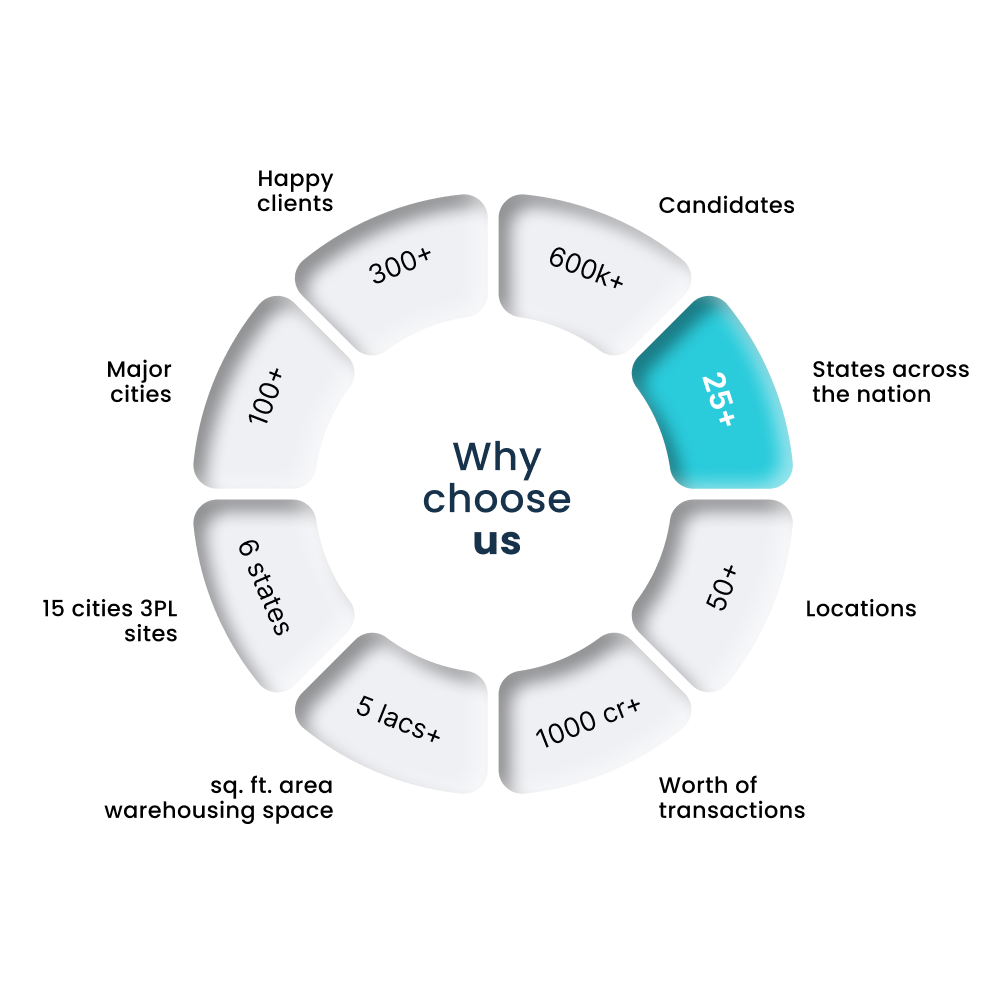 Why
choose
us
600k+
Candidates
25+
States across
the nation
50+
Locations
1000 cr+
Worth of
transactions
5 lacs+
sq. ft. area
warehousing space
6 states
15 cities 3PL
sites
100+
Major
cities
300+
Happy
clients